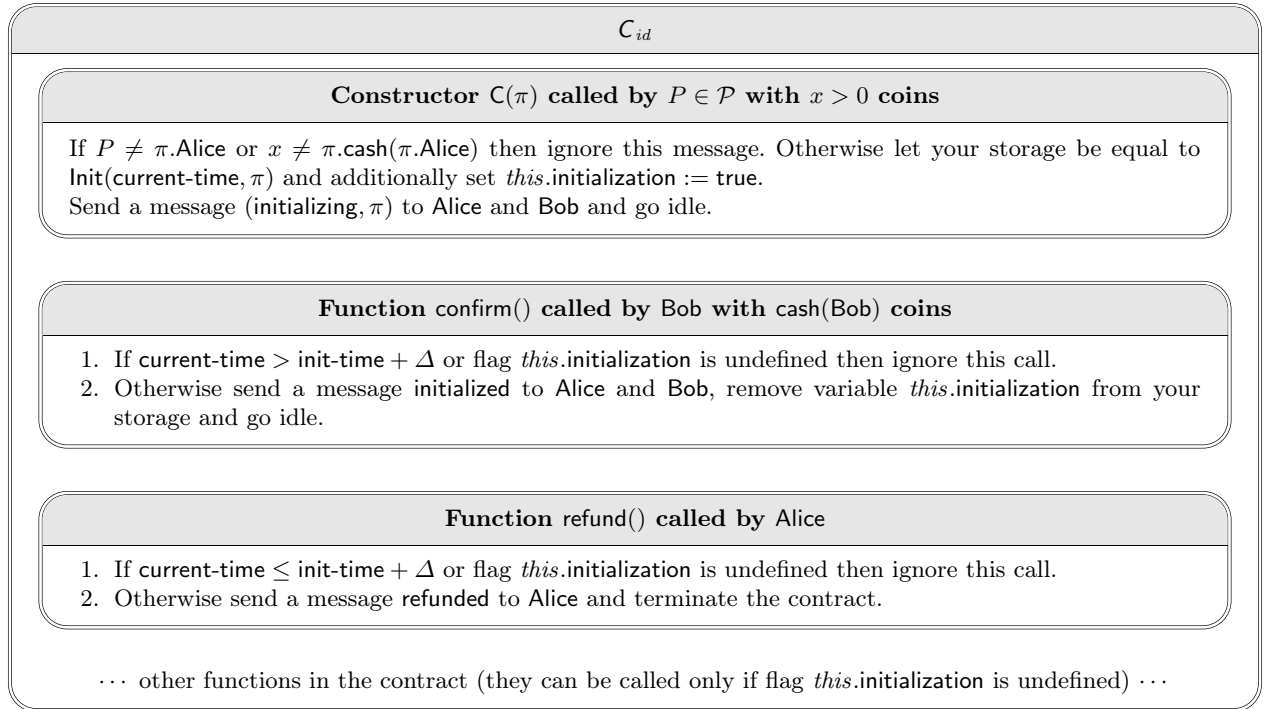 C_id
Constructor C(π) called by P ∈ 𝒫 with x > 0 coins
If P ≠ π.Alice or x ≠ π.cash(π.Alice) then ignore this message. Otherwise let your storage be equal to
Init(current-time, π) and additionally set this.initialization := true.
Send a message (initializing, π) to Alice and Bob and go idle.
Function confirm() called by Bob with cash(Bob) coins
1. If current-time > init-time + Δ or flag this.initialization is undefined then ignore this call.
2. Otherwise send a message initialized to Alice and Bob, remove variable this.initialization from your
storage and go idle.
Function refund() called by Alice
1. If current-time ≤ init-time + Δ or flag this.initialization is undefined then ignore this call.
2. Otherwise send a message refunded to Alice and terminate the contract.
··· other functions in the contract (they can be called only if flag this.initialization is undefined) ···